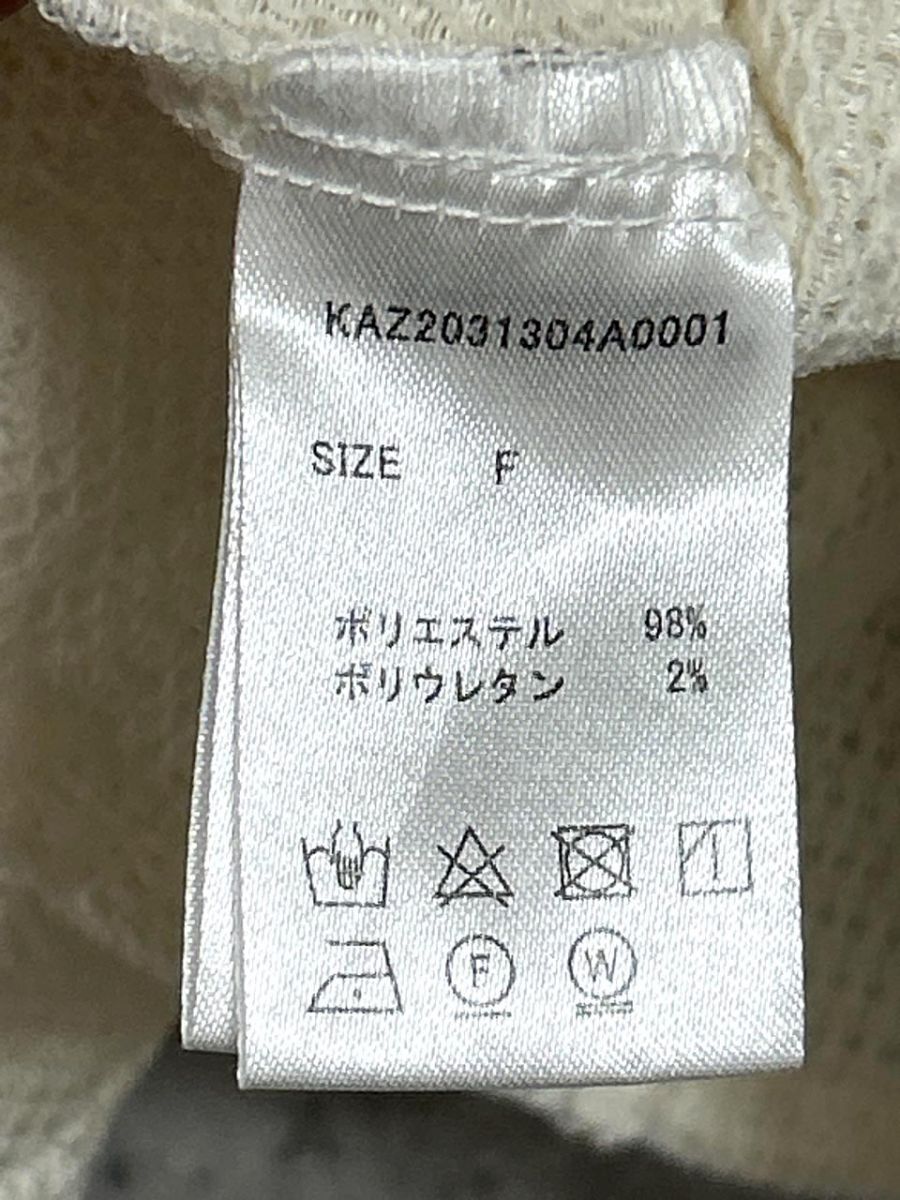 KAZ2031304A0001
SIZE F
ポリエステル 98%
ポリウレタン 2%
F
W